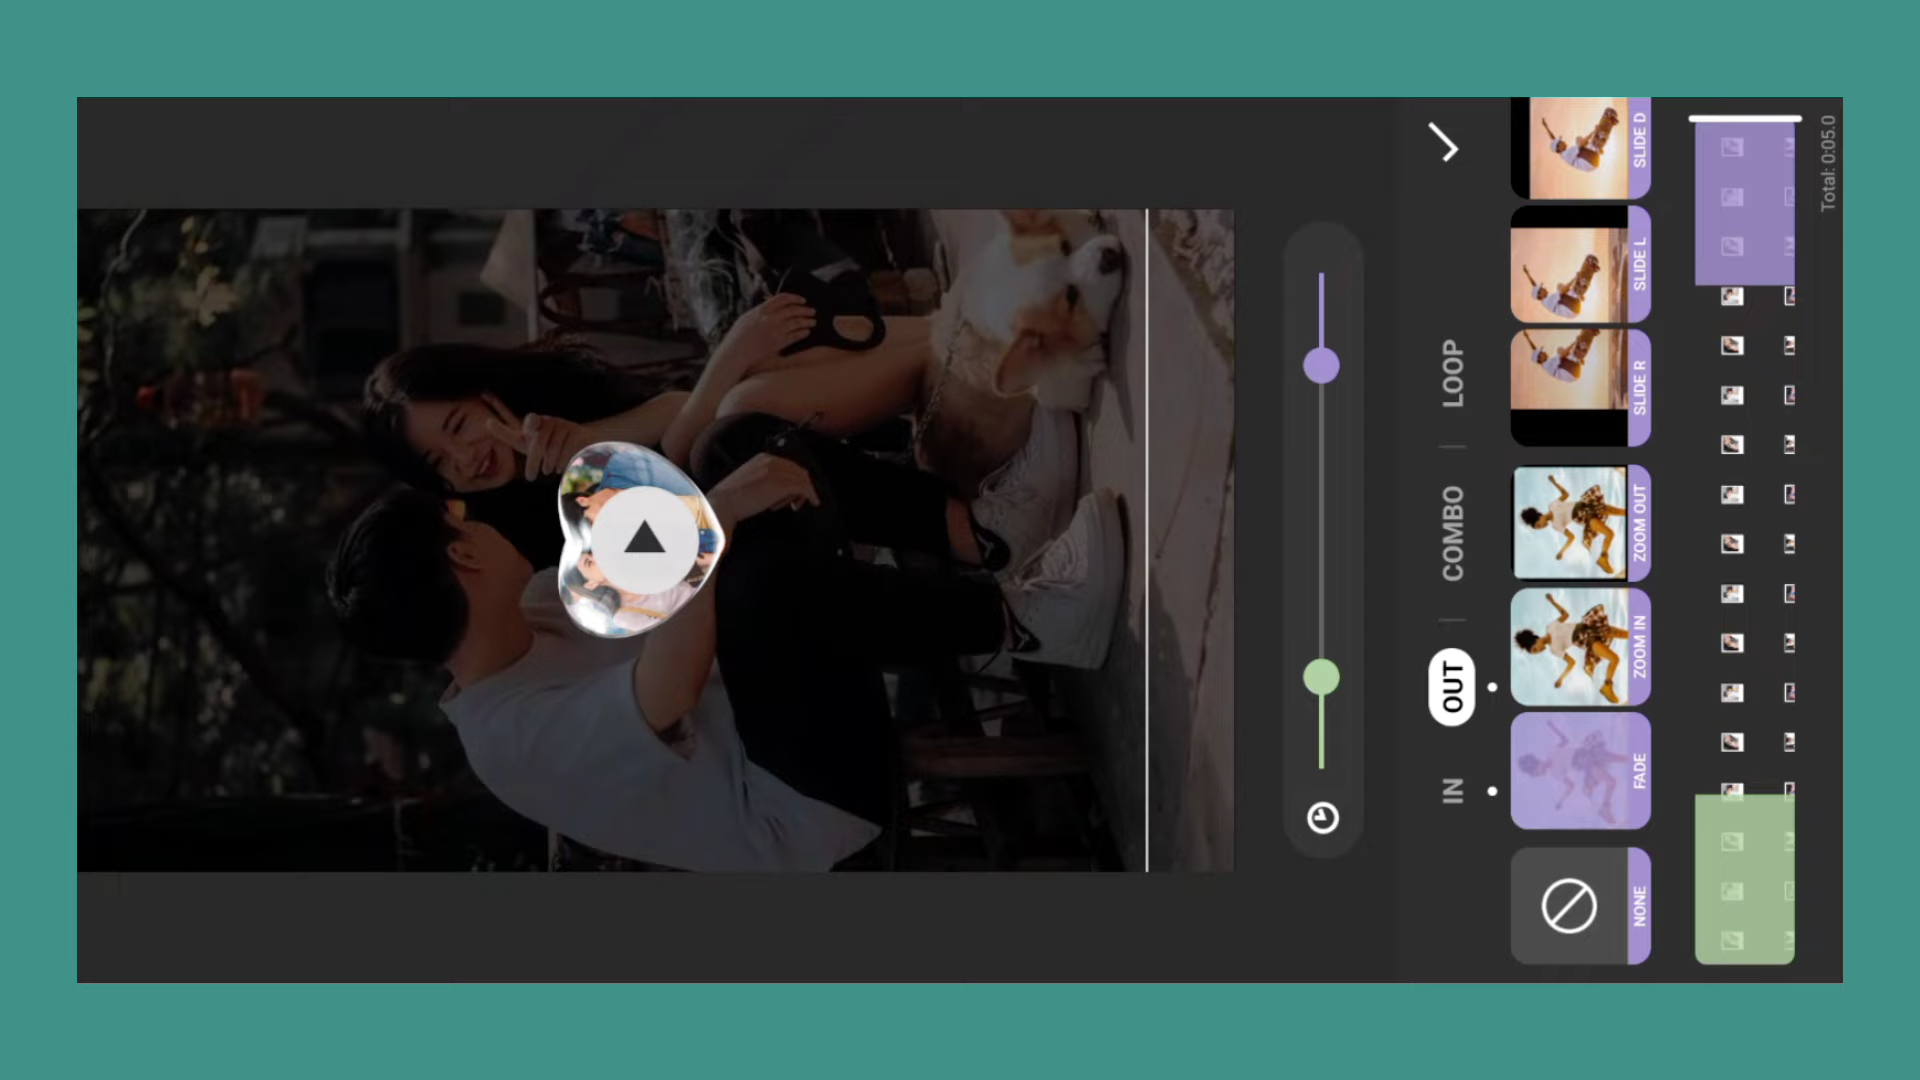 IN
OUT
COMBO
LOOP
NONE
FADE
ZOOM IN
ZOOM OUT
SLIDE R
SLIDE L
SLIDE D
Total: 0:05.0